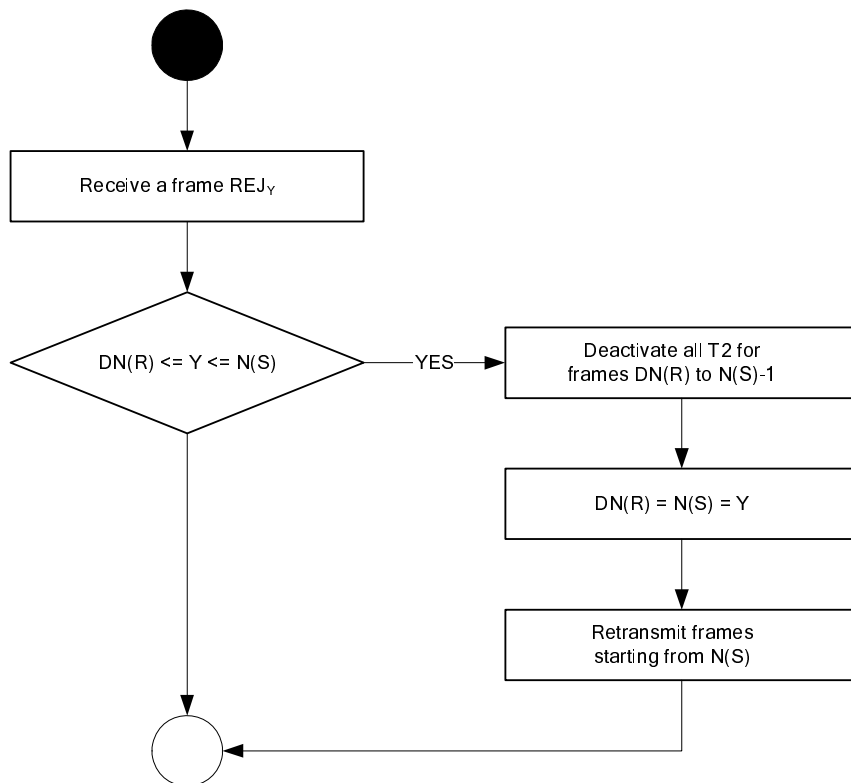 Receive a frame REJY
DN(R) <= Y <= N(S)
YES
Deactivate all T2 for
frames DN(R) to N(S)-1
DN(R) = N(S) = Y
Retransmit frames
starting from N(S)